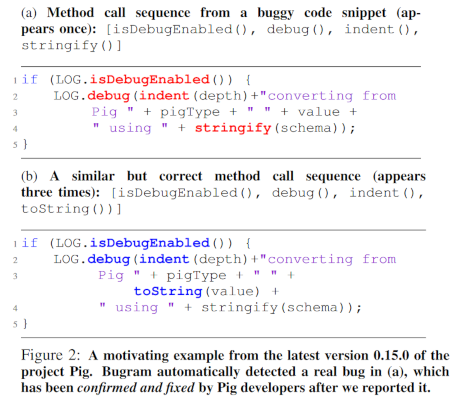 (a) Method call sequence from a buggy code snippet (ap-
pears once): [isDebugEnabled(), debug(), indent(),
stringify()]
1 if (LOG.isDebugEnabled()) {
2 LOG.debug(indent(depth)+"converting from
3 Pig " + pigType + " " + value +
4 " using " + stringify(schema));
5 }
(b) A similar but correct method call sequence (appears
three times): [isDebugEnabled(), debug(), indent(),
toString())]
1 if (LOG.isDebugEnabled()) {
2 LOG.debug(indent(depth)+"converting from
3 Pig " + pigType + " " +
toString(value) +
4 " using " + stringify(schema));
5 }
Figure 2: A motivating example from the latest version 0.15.0 of the
project Pig. Bugram automatically detected a real bug in (a), which
has been confirmed and fixed by Pig developers after we reported it.